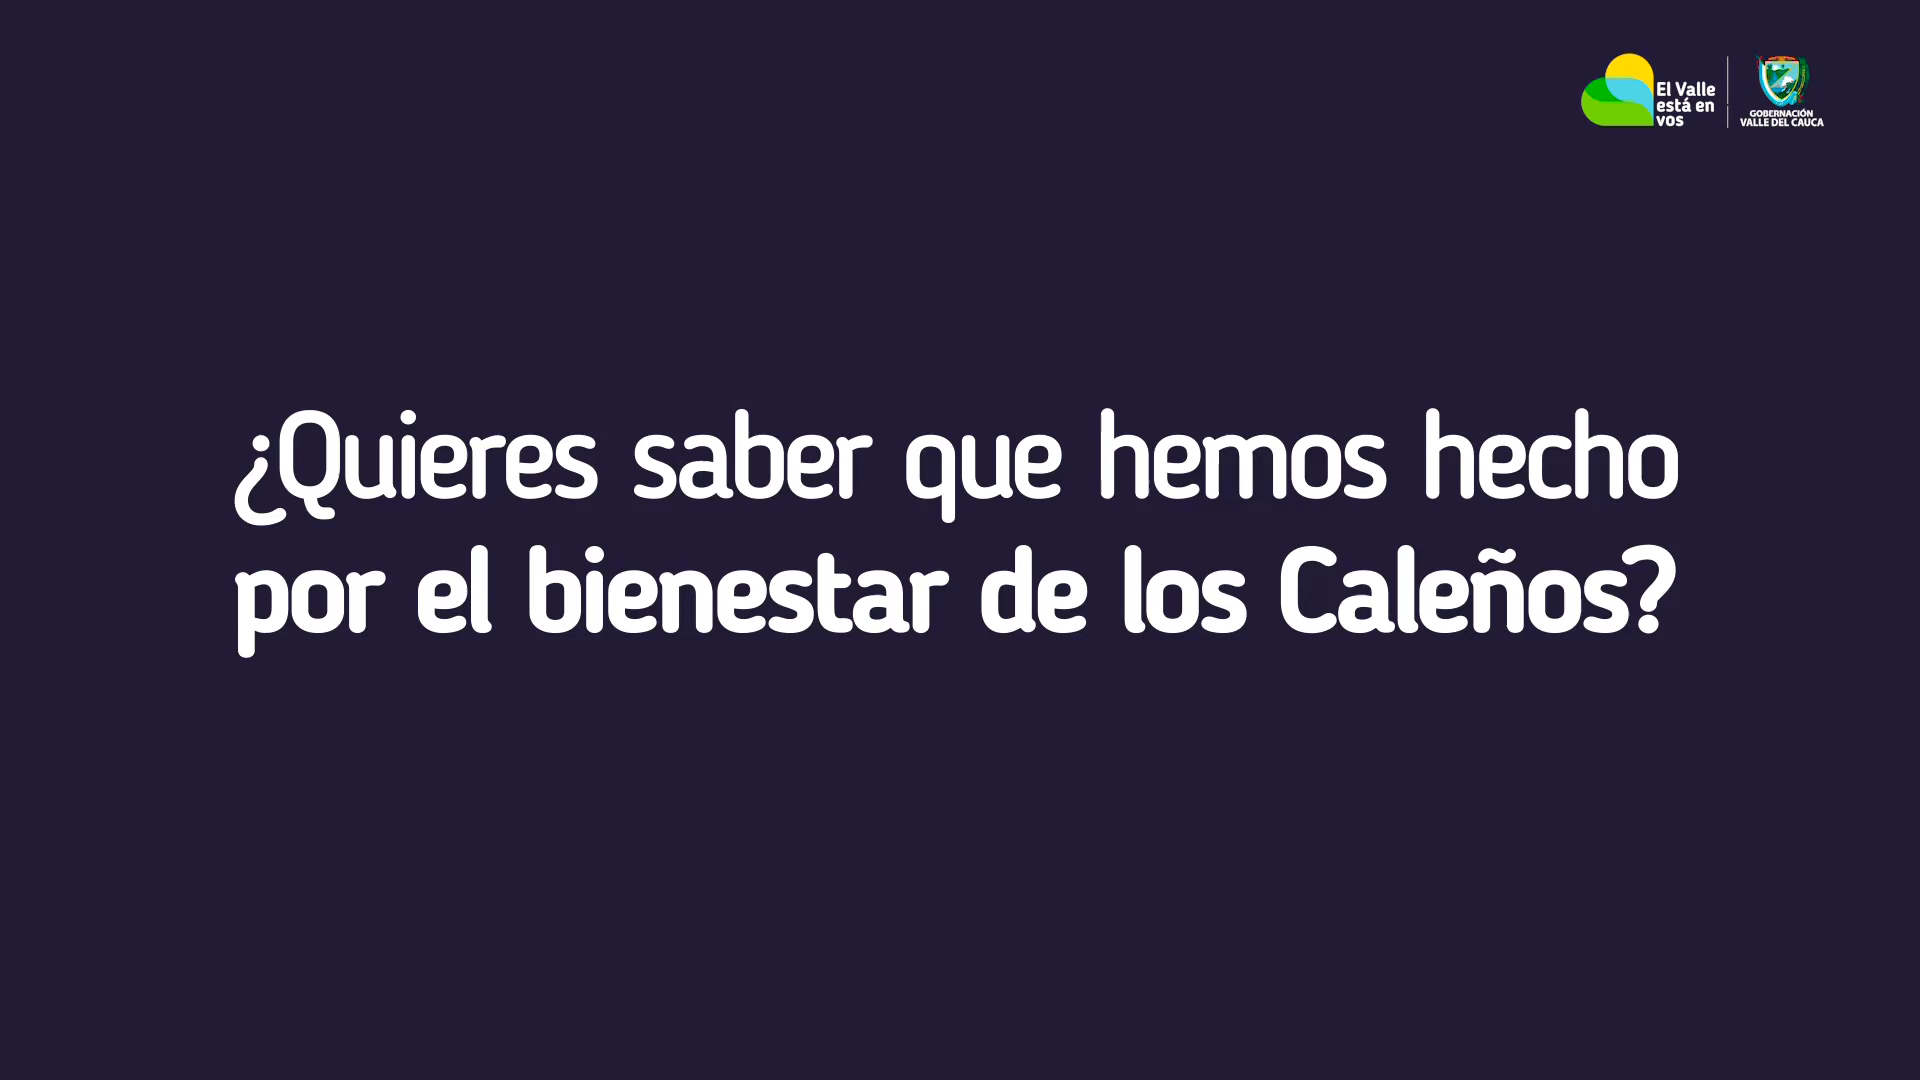 El Valle
está en
vos
GOBERNACIÓN
VALLE DEL CAUCA
¿Quieres saber que hemos hecho
por el bienestar de los Caleños?